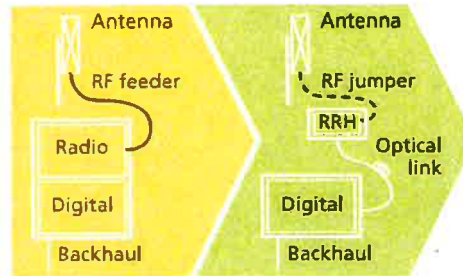 Antenna
RF feeder
Radio
Digital
Backhaul
Antenna
RF jumper
RRH
Optical
link
Digital
Backhaul